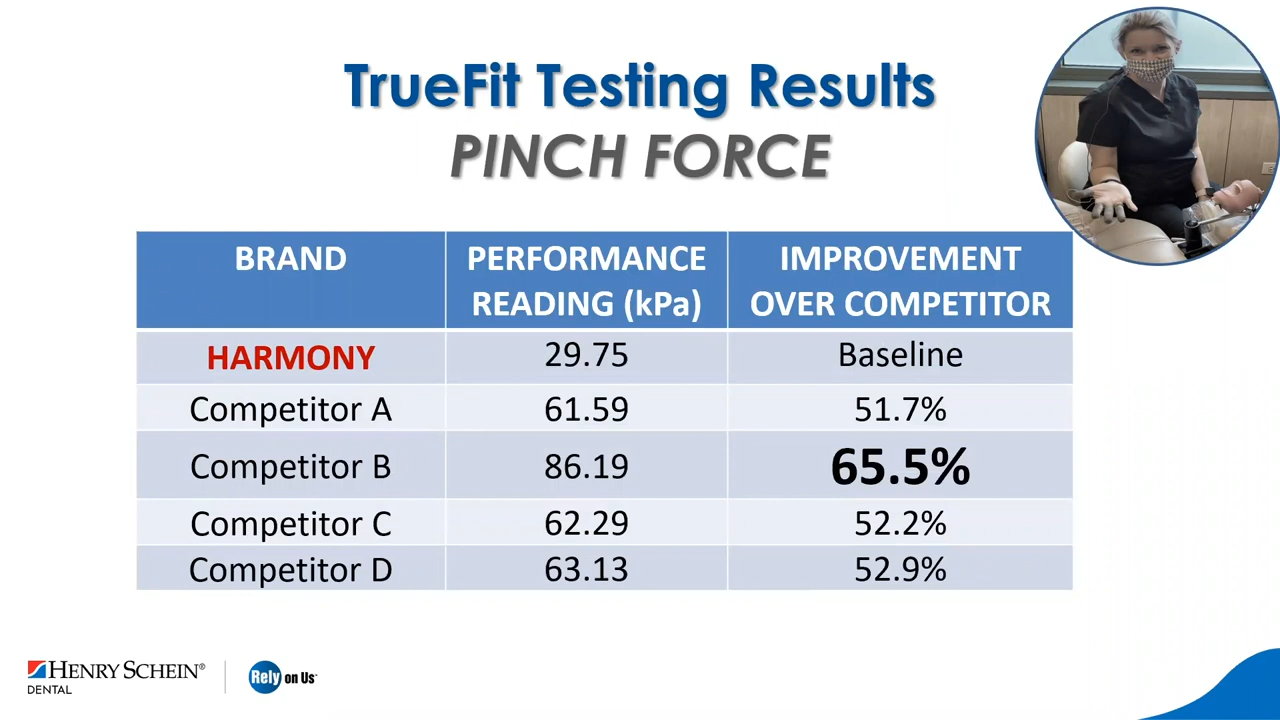 TrueFit Testing Results
PINCH FORCE
BRAND PERFORMANCE READING (kPa) IMPROVEMENT OVER COMPETITOR
HARMONY 29.75 Baseline
Competitor A 61.59 51.7%
Competitor B 86.19 65.5%
Competitor C 62.29 52.2%
Competitor D 63.13 52.9%
HENRY SCHEIN®
DENTAL
Rely on Us™